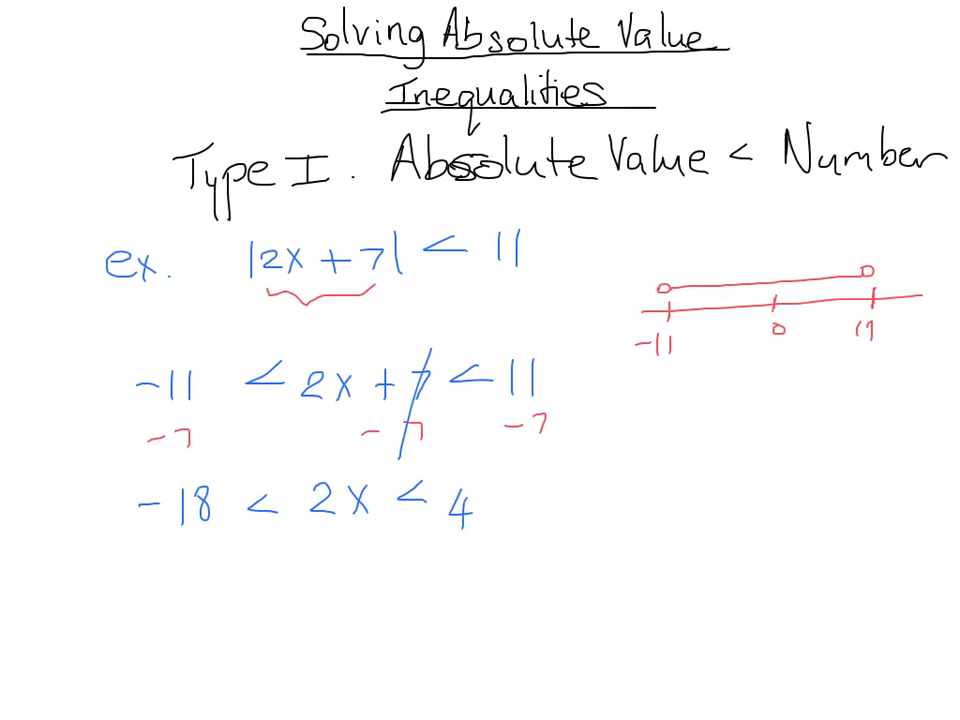 Solving Absolute Value
Inequalities
Type I. Absolute Value < Number
ex. |2x + 7| < 11
-11 0 11
-11 < 2x + 7 < 11
-7 - 7 -7
-18 < 2x < 4